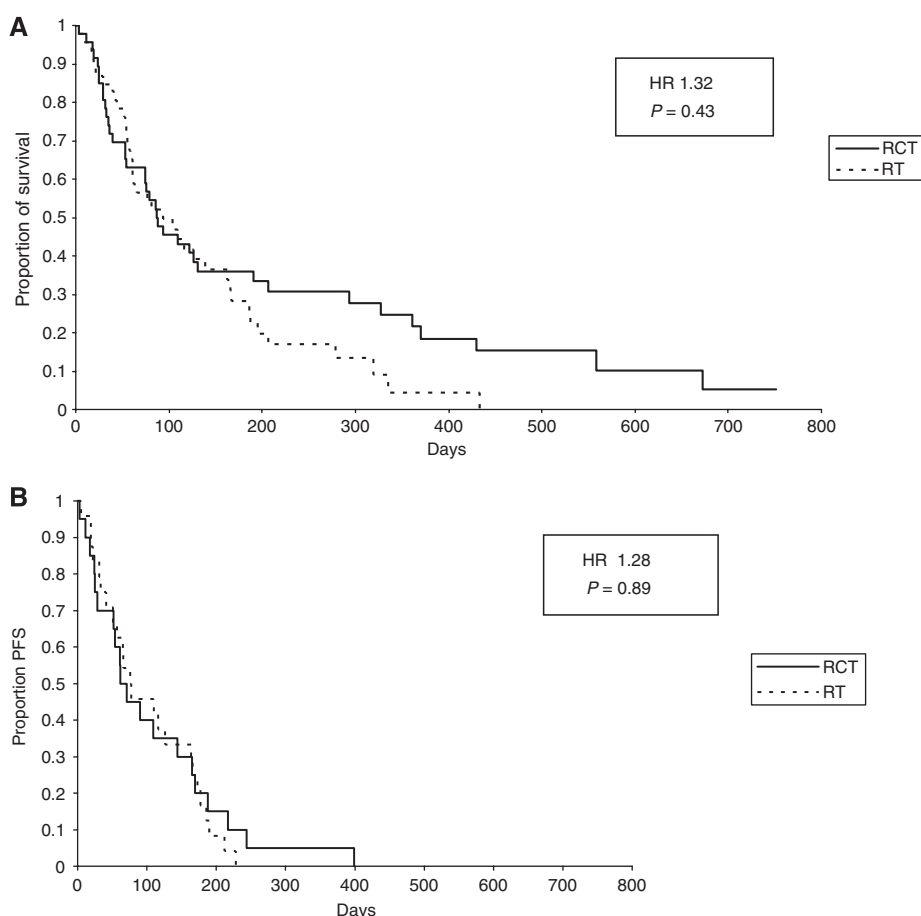 A
1
0.9
0.8
0.7
0.6
0.5
0.4
0.3
0.2
0.1
0
Proportion of survival
0 100 200 300 400 500 600 700 800
Days
HR 1.32
P = 0.43
RCT
RT
B
1
0.9
0.8
0.7
0.6
0.5
0.4
0.3
0.2
0.1
0
Proportion PFS
0 100 200 300 400 500 600 700 800
Days
HR 1.28
P = 0.89
RCT
RT